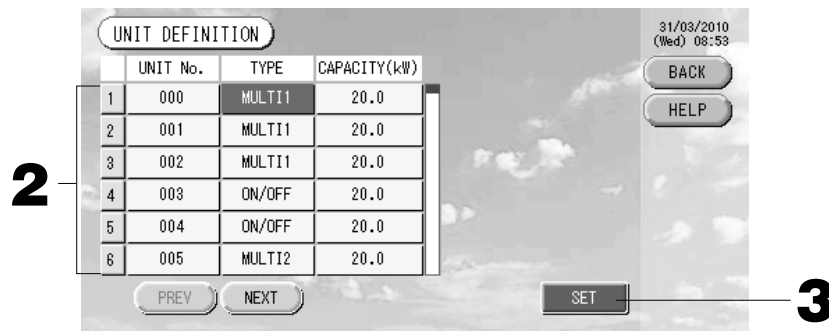 UNIT DEFINITION
31/03/2010
(Wed) 08:53
UNIT No. TYPE CAPACITY(kW)
BACK
1 000 MULTI1 20.0
HELP
2 001 MULTI1 20.0
3 002 MULTI1 20.0
2
4 003 ON/OFF 20.0
5 004 ON/OFF 20.0
6 005 MULTI2 20.0
PREV NEXT SET 3